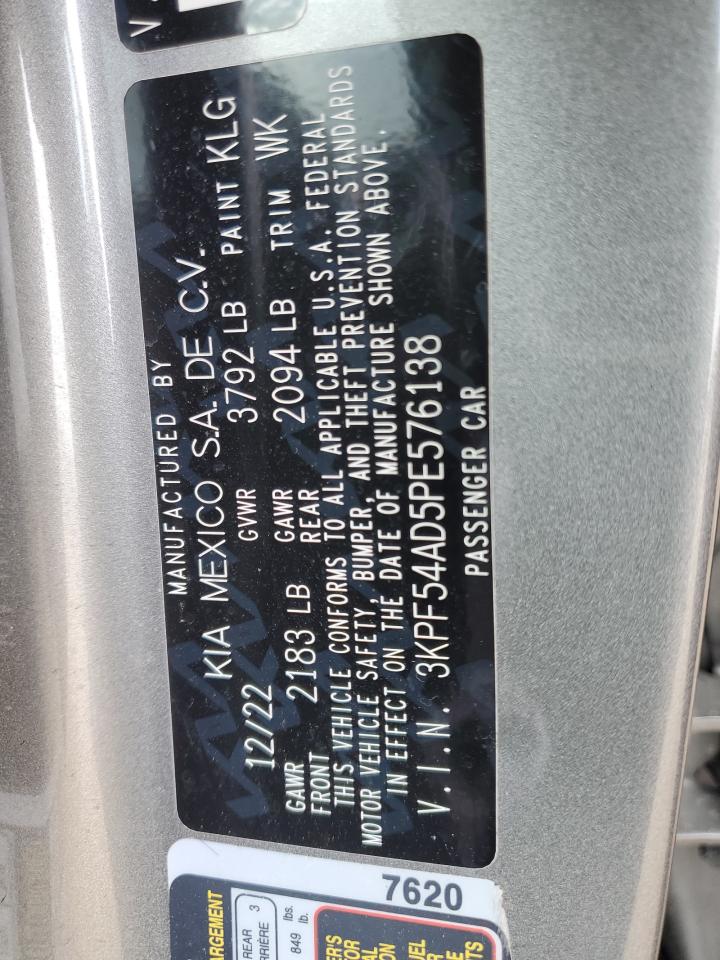 V.
MANUFACTURED BY
KIA MEXICO S.A. DE C.V.
12/22 GVWR 3792 LB PAINT KLG
GAWR FRONT 2183 LB GAWR REAR 2094 LB TRIM WK
THIS VEHICLE CONFORMS TO ALL APPLICABLE U.S.A. FEDERAL
MOTOR VEHICLE SAFETY, BUMPER, AND THEFT PREVENTION STANDARDS
IN EFFECT ON THE DATE OF MANUFACTURE SHOWN ABOVE.
V.I.N. 3KPF54AD5PE576138
PASSENGER CAR
REAR 3
849 lbs.
lb.
7620